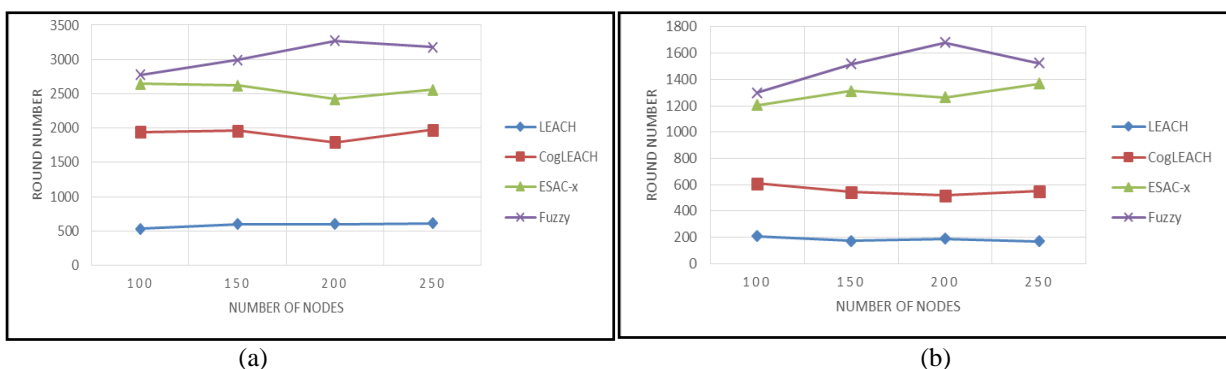 3500
3000
2500
2000
1500
1000
500
0
ROUND NUMBER
100 150 200 250
NUMBER OF NODES
LEACH
CogLEACH
ESAC-x
Fuzzy
(a)
1800
1600
1400
1200
1000
800
600
400
200
0
ROUND NUMBER
100 150 200 250
NUMBER OF NODES
LEACH
CogLEACH
ESAC-x
Fuzzy
(b)